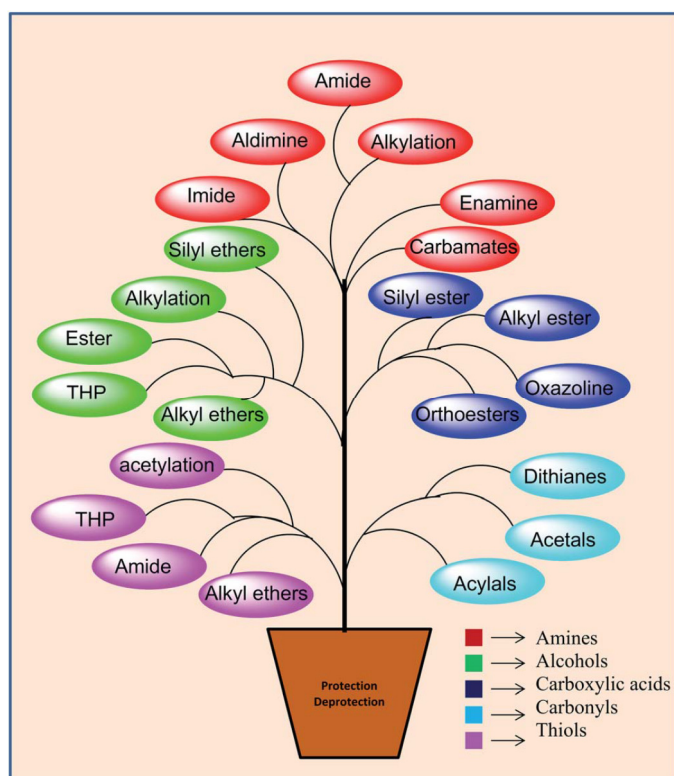 Amide
Aldimine
Alkylation
Imide
Enamine
Silyl ethers
Carbamates
Alkylation
Silyl ester
Alkyl ester
Ester
THP
Oxazoline
Alkyl ethers
Orthoesters
acetylation
Dithianes
THP
Acetals
Amide
Alkyl ethers
Acylals
Protection
Deprotection
Amines
Alcohols
Carboxylic acids
Carbonyls
Thiols